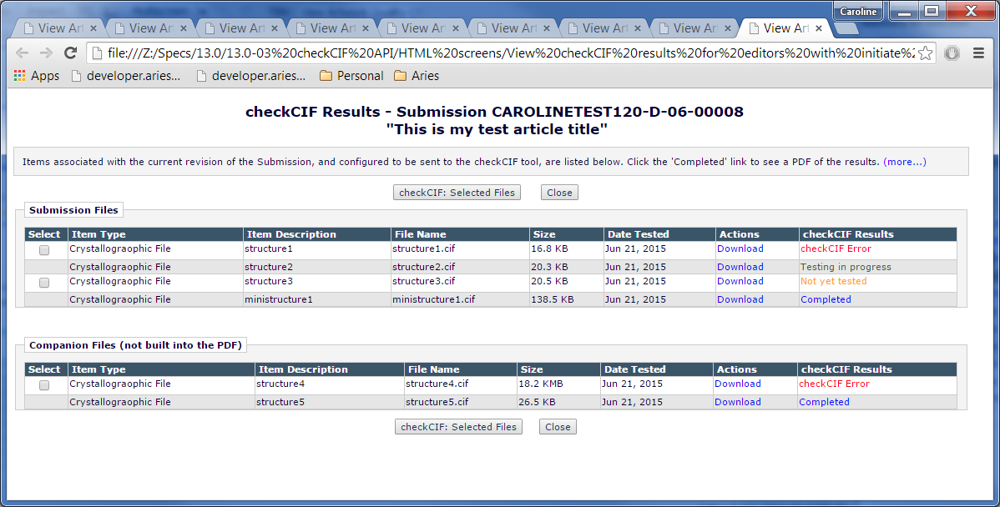 Caroline
View Art
View Art
View Art
View Art
View Art
View Art
View Art
View Art
View Art
file:///Z:/Specs/13.0/13.0-03%20checkCIF%20API/HTML%20screens/View%20checkCIF%20results%20for%20editors%20with%20initiate%2
Apps developer.aries... developer.aries... Personal Aries
checkCIF Results - Submission CAROLINETEST120-D-06-00008
"This is my test article title"
Items associated with the current revision of the Submission, and configured to be sent to the checkCIF tool, are listed below. Click the 'Completed' link to see a PDF of the results. (more...)
checkCIF: Selected Files Close
Submission Files
Select Item Type Item Description File Name Size Date Tested Actions checkCIF Results
Crystallograophic File structure1 structure1.cif 16.8 KB Jun 21, 2015 Download checkCIF Error
Crystallograophic File structure2 structure2.cif 20.3 KB Jun 21, 2015 Download Testing in progress
Crystallograophic File structure3 structure3.cif 20.5 KB Jun 21, 2015 Download Not yet tested
Crystallograophic File ministructure1 ministructure1.cif 138.5 KB Jun 21, 2015 Download Completed
Companion Files (not built into the PDF)
Select Item Type Item Description File Name Size Date Tested Actions checkCIF Results
Crystallograophic File structure4 structure4.cif 18.2 KMB Jun 21, 2015 Download checkCIF Error
Crystallograophic File structure5 structure5.cif 26.5 KB Jun 21, 2015 Download Completed
checkCIF: Selected Files Close